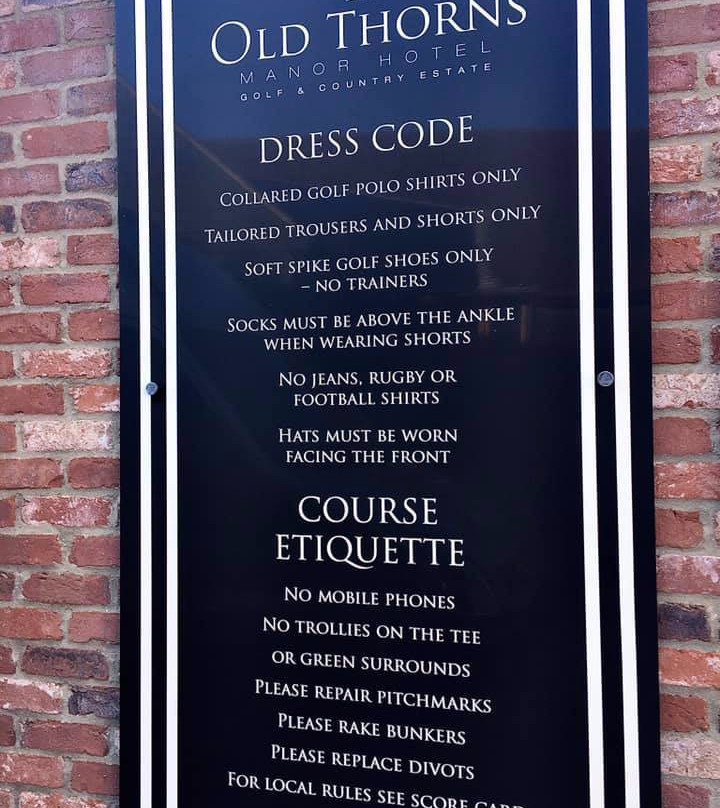 OLD THORNS
MANOR HOTEL
GOLF & COUNTRY ESTATE
DRESS CODE
COLLARED GOLF POLO SHIRTS ONLY
TAILORED TROUSERS AND SHORTS ONLY
SOFT SPIKE GOLF SHOES ONLY
– NO TRAINERS
SOCKS MUST BE ABOVE THE ANKLE
WHEN WEARING SHORTS
NO JEANS, RUGBY OR
FOOTBALL SHIRTS
HATS MUST BE WORN
FACING THE FRONT
COURSE
ETIQUETTE
NO MOBILE PHONES
NO TROLLIES ON THE TEE
OR GREEN SURROUNDS
PLEASE REPAIR PITCHMARKS
PLEASE RAKE BUNKERS
PLEASE REPLACE DIVOTS
FOR LOCAL RULES SEE SCORE CARD